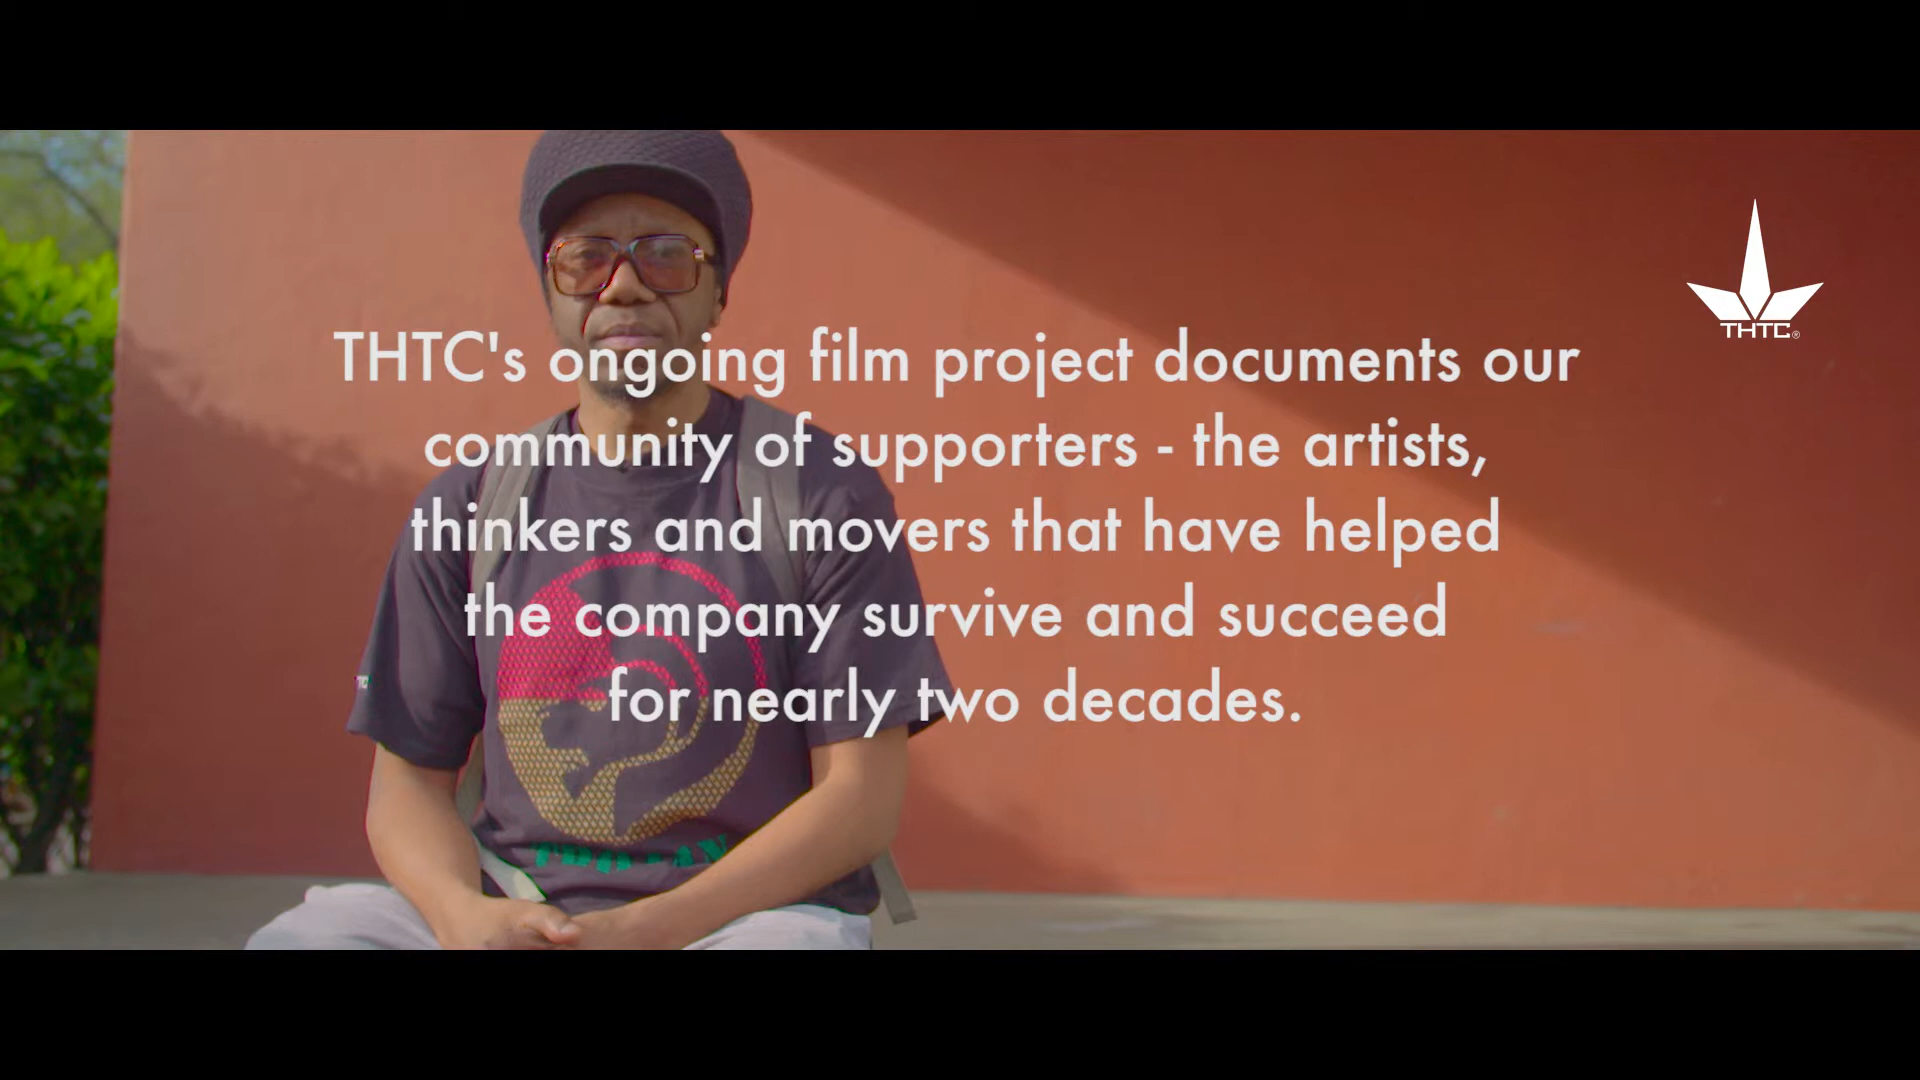 THTC's ongoing film project documents our
community of supporters - the artists,
thinkers and movers that have helped
the company survive and succeed
for nearly two decades.
THTC®
TROJAN